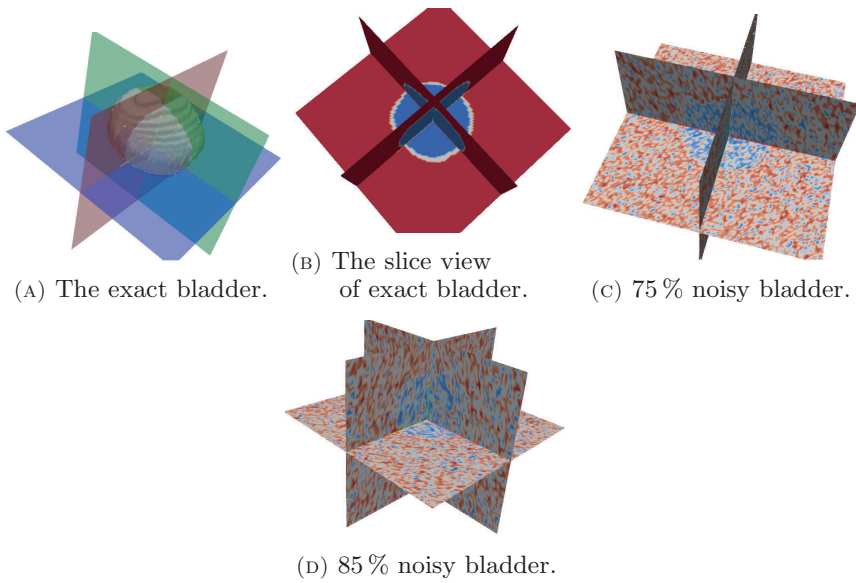 (A) The exact bladder.
(B) The slice view
of exact bladder.
(C) 75 % noisy bladder.
(D) 85 % noisy bladder.